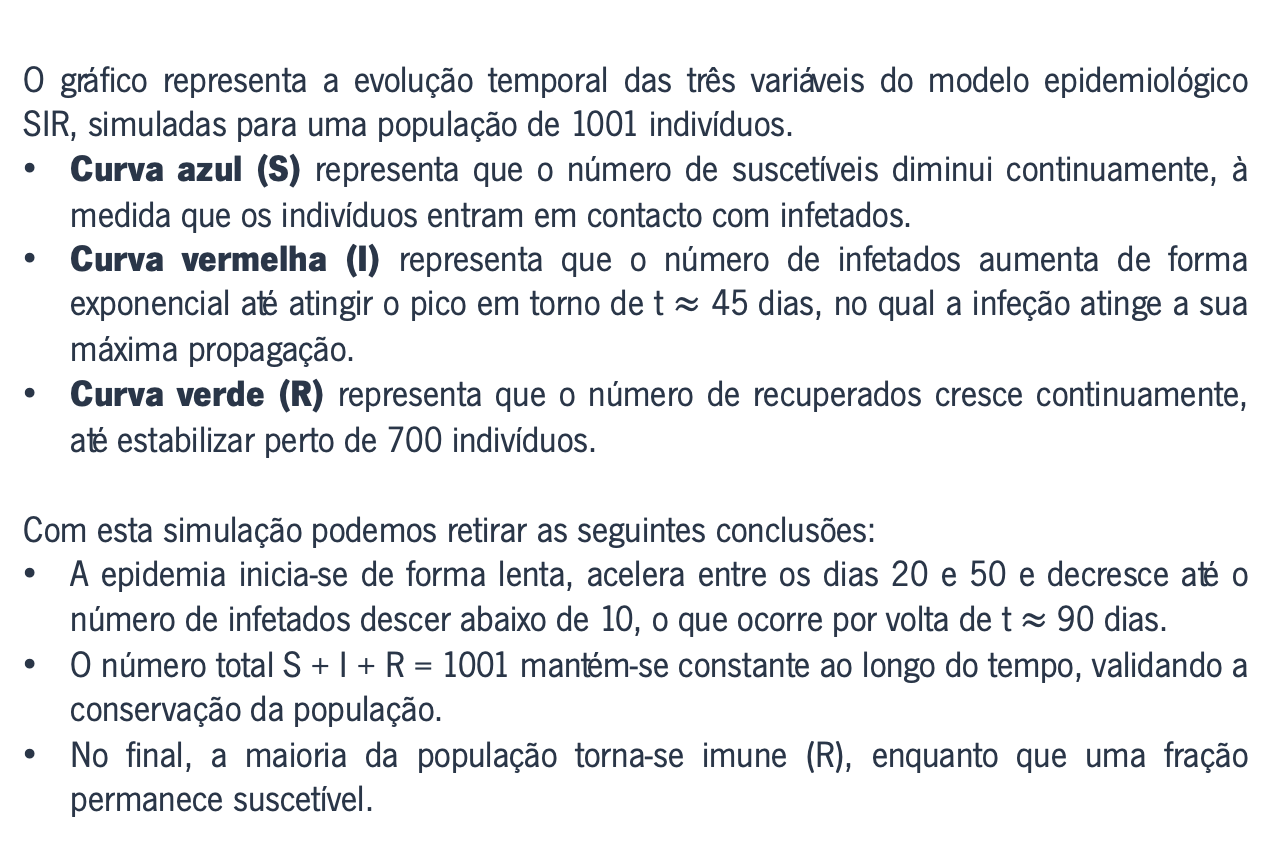 O gráfico representa a evolução temporal das três variáveis do modelo epidemiológico
SIR, simuladas para uma população de 1001 indivíduos.
• Curva azul (S) representa que o número de suscetíveis diminui continuamente, à
medida que os indivíduos entram em contacto com infetados.
• Curva vermelha (I) representa que o número de infetados aumenta de forma
exponencial até atingir o pico em torno de t ≈ 45 dias, no qual a infeção atinge a sua
máxima propagação.
• Curva verde (R) representa que o número de recuperados cresce continuamente,
até estabilizar perto de 700 indivíduos.
Com esta simulação podemos retirar as seguintes conclusões:
• A epidemia inicia-se de forma lenta, acelera entre os dias 20 e 50 e decresce até o
número de infetados descer abaixo de 10, o que ocorre por volta de t ≈ 90 dias.
• O número total S + I + R = 1001 mantém-se constante ao longo do tempo, validando a
conservação da população.
• No final, a maioria da população torna-se imune (R), enquanto que uma fração
permanece suscetível.